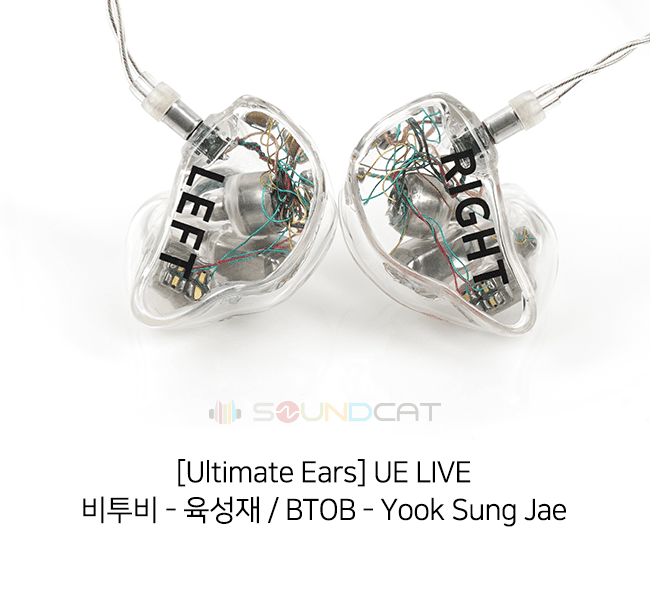 LEFT
RIGHT
SOUNDCAT
[Ultimate Ears] UE LIVE
비투비 - 육성재 / BTOB - Yook Sung Jae